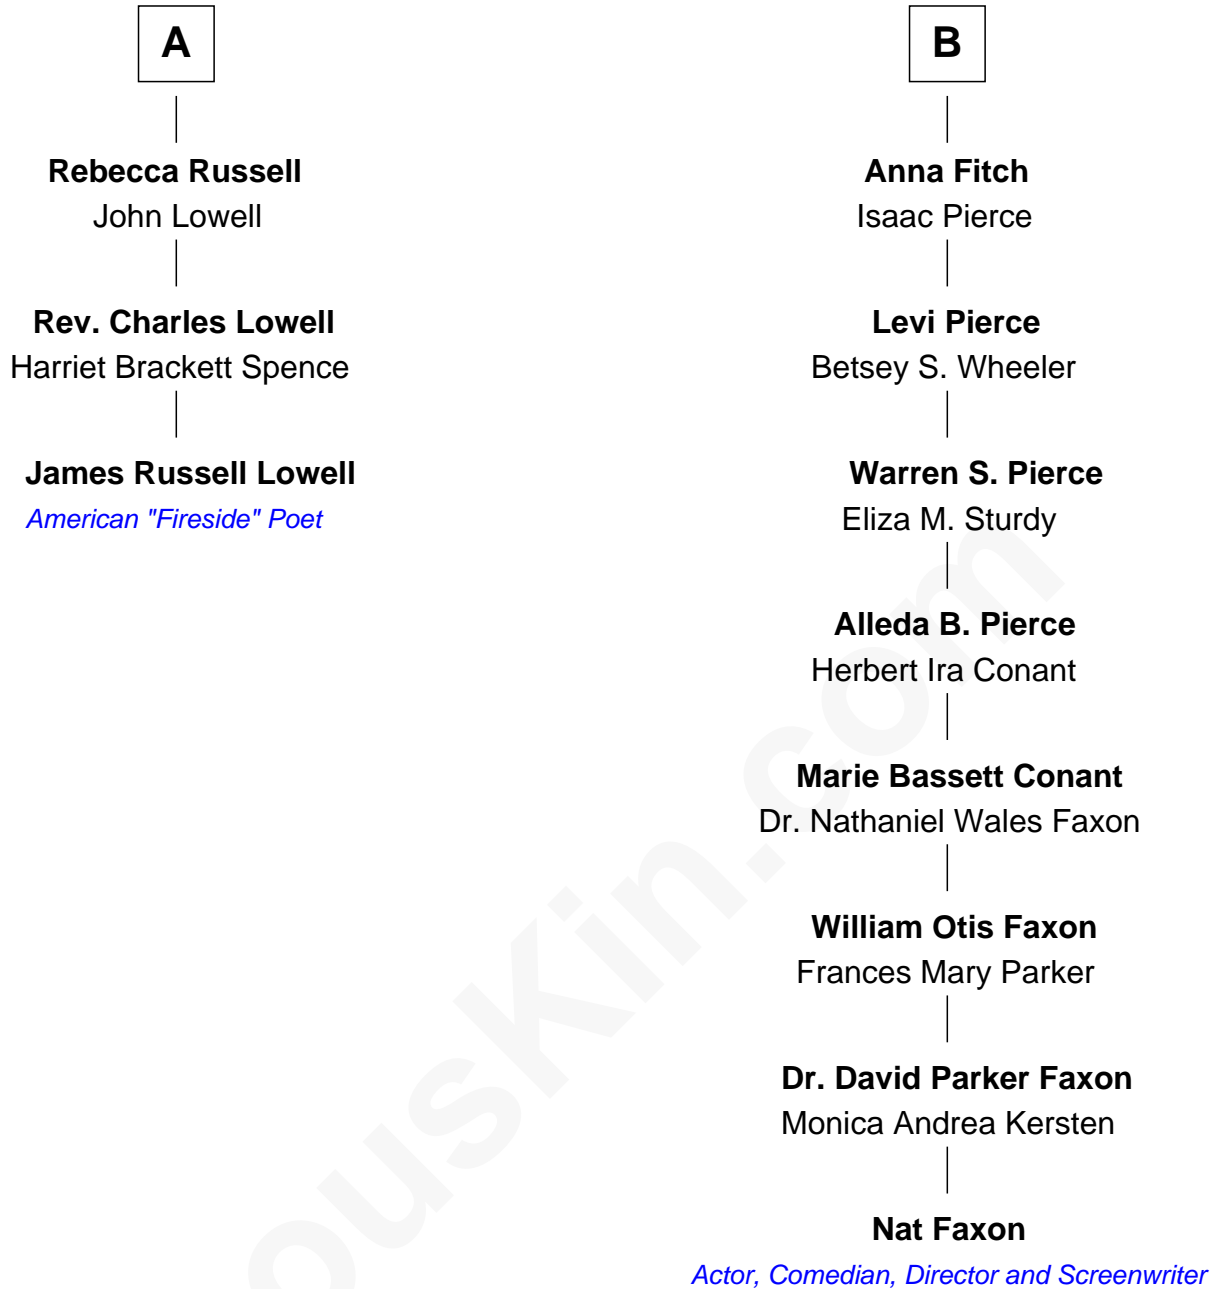 A
Rebecca Russell
John Lowell
Rev. Charles Lowell
Harriet Brackett Spence
James Russell Lowell
American "Fireside" Poet
B
Anna Fitch
Isaac Pierce
Levi Pierce
Betsey S. Wheeler
Warren S. Pierce
Eliza M. Sturdy
Alleda B. Pierce
Herbert Ira Conant
Marie Bassett Conant
Dr. Nathaniel Wales Faxon
William Otis Faxon
Frances Mary Parker
Dr. David Parker Faxon
Monica Andrea Kersten
Nat Faxon
Actor, Comedian, Director and Screenwriter
ousKin.com